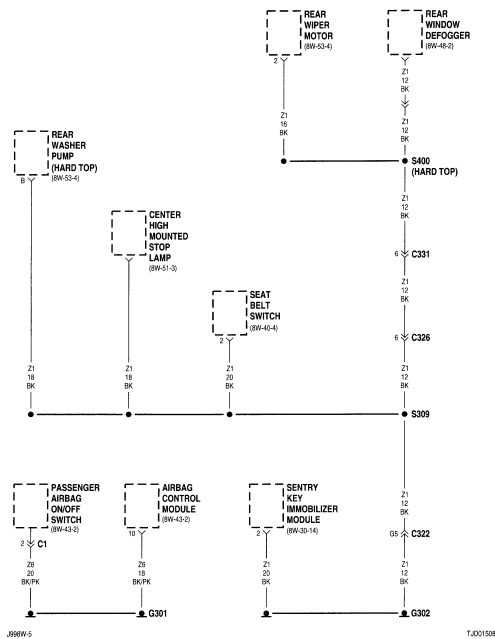 REAR
WIPER
MOTOR
(8W-53-4)
2
REAR
WINDOW
DEFOGGER
(8W-48-2)
Z1
12
BK
Z1
16
BK
Z1
12
BK
S400
(HARD TOP)
REAR
WASHER
PUMP
(HARD TOP)
(8W-53-4)
B
Z1
12
BK
CENTER
HIGH
MOUNTED
STOP
LAMP
(8W-51-3)
6
C331
Z1
12
BK
SEAT
BELT
SWITCH
(8W-40-4)
2
6
C326
Z1
18
BK
Z1
18
BK
Z1
20
BK
Z1
12
BK
S309
PASSENGER
AIRBAG
ON/OFF
SWITCH
(8W-43-2)
2
C1
AIRBAG
CONTROL
MODULE
(8W-43-2)
10
SENTRY
KEY
IMMOBILIZER
MODULE
(8W-30-14)
2
Z1
12
BK
G5
C322
Z6
20
BK/PK
Z6
18
BK/PK
Z1
20
BK
Z1
12
BK
G301
G302
J998W-5
TJD01508